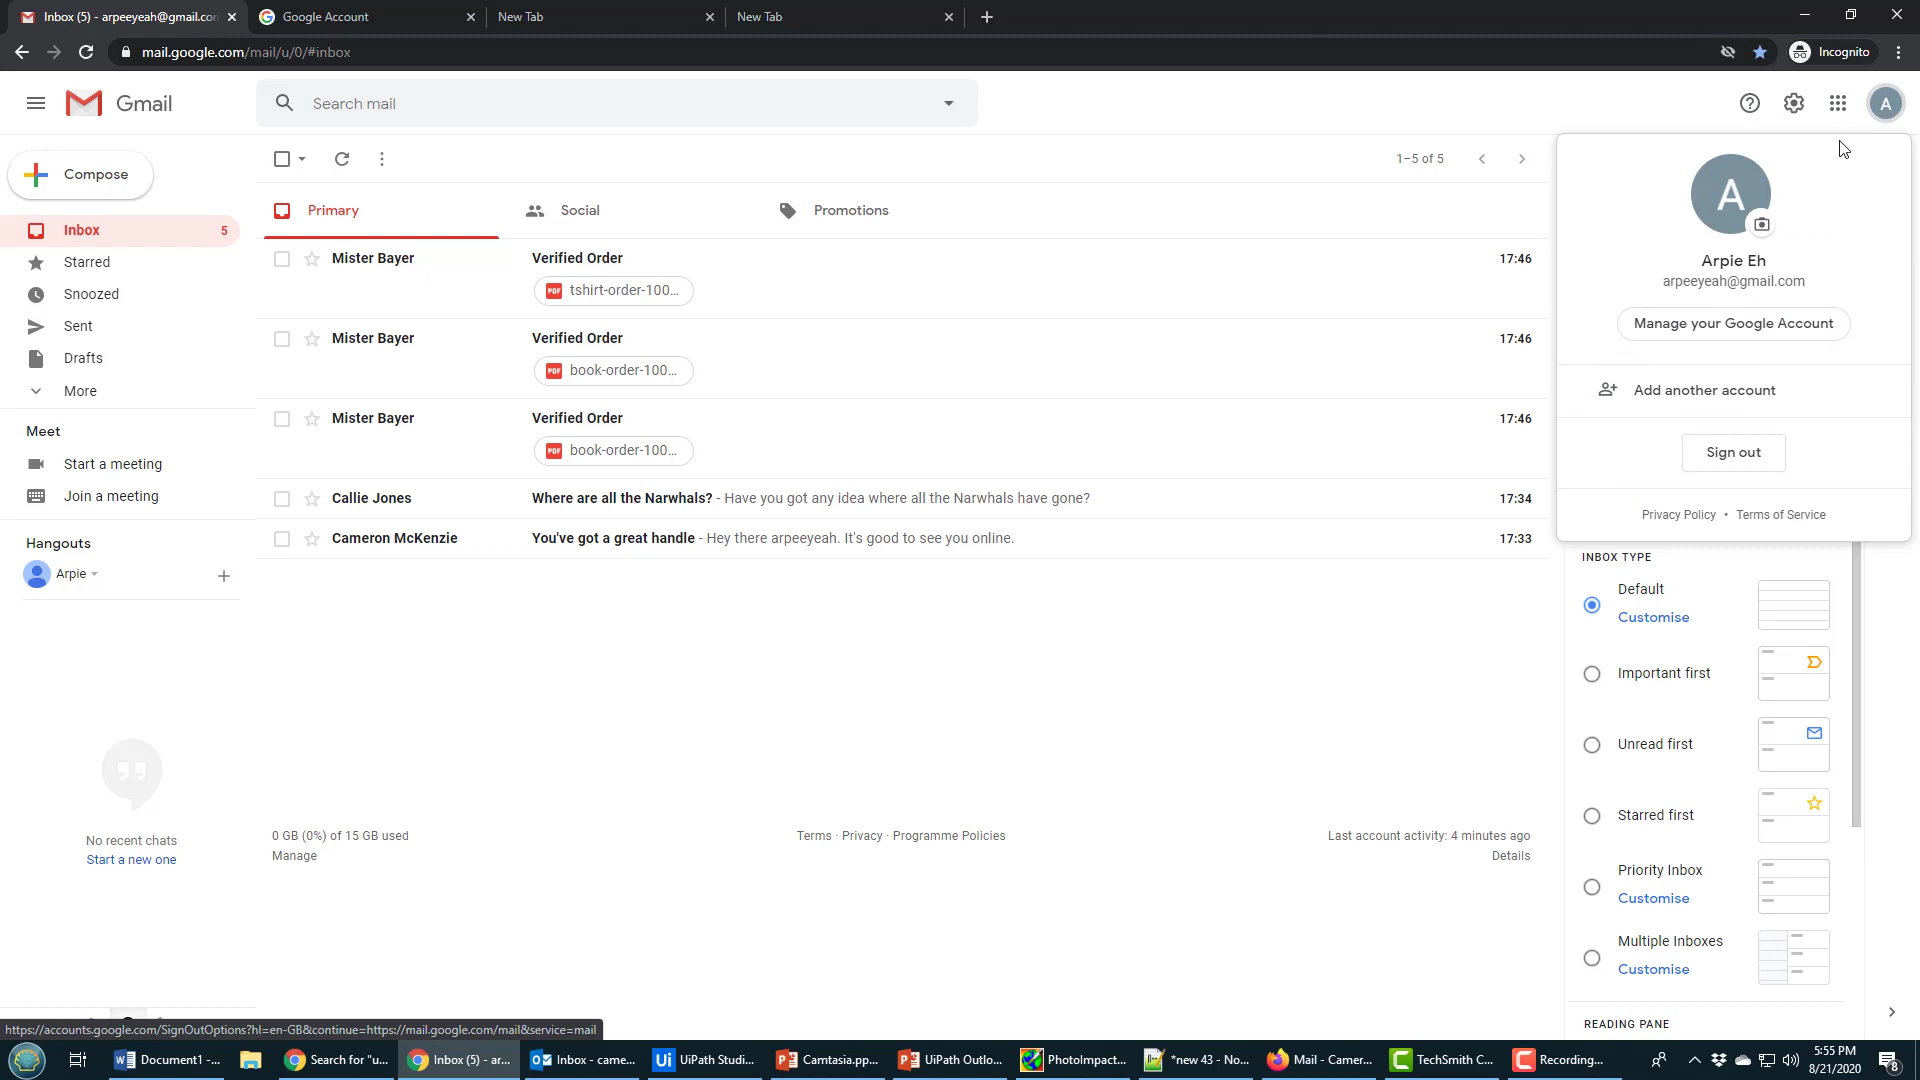 Inbox (5) - arpeeyeah@gmail.con
Google Account
New Tab
New Tab
mail.google.com/mail/u/0/#inbox
Incognito
Gmail
Search mail
A
Compose
1–5 of 5
A
Primary
Social
Promotions
Inbox 5
Starred
Snoozed
Sent
Drafts
More
Mister Bayer Verified Order 17:46
PDF tshirt-order-100...
Mister Bayer Verified Order 17:46
PDF book-order-100...
Mister Bayer Verified Order 17:46
PDF book-order-100...
Callie Jones Where are all the Narwhals? - Have you got any idea where all the Narwhals have gone? 17:34
Cameron McKenzie You've got a great handle - Hey there arpeeyeah. It's good to see you online. 17:33
Arpie Eh
arpeeyeah@gmail.com
Manage your Google Account
Add another account
Sign out
Privacy Policy • Terms of Service
Meet
Start a meeting
Join a meeting
Hangouts
Arpie
No recent chats
Start a new one
0 GB (0%) of 15 GB used
Manage
Terms · Privacy · Programme Policies
Last account activity: 4 minutes ago
Details
INBOX TYPE
Default
Customise
Important first
Unread first
Starred first
Priority Inbox
Customise
Multiple Inboxes
Customise
READING PANE
https://accounts.google.com/SignOutOptions?hl=en-GB&continue=https://mail.google.com/mail&service=mail
Document1 -...
Search for "u...
Inbox (5) - ar...
Inbox - came...
UiPath Studi...
Camtasia.pp...
UiPath Outlo...
PhotoImpact...
*new 43 - No...
Mail - Camer...
TechSmith C...
Recording...
5:55 PM
8/21/2020
8